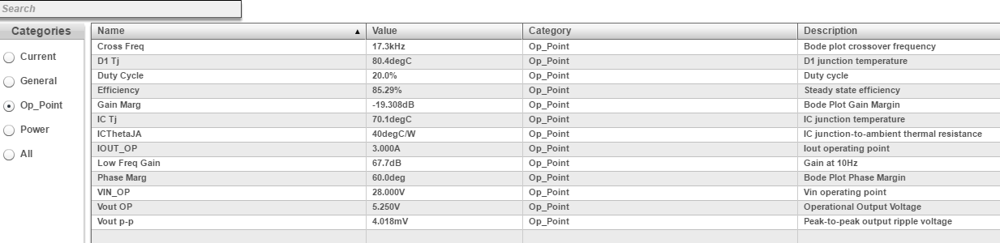 Search
Categories
Current
General
Op_Point
Power
All
Name ▲ Value Category Description
Cross Freq 17.3kHz Op_Point Bode plot crossover frequency
D1 Tj 80.4degC Op_Point D1 junction temperature
Duty Cycle 20.0% Op_Point Duty cycle
Efficiency 85.29% Op_Point Steady state efficiency
Gain Marg -19.308dB Op_Point Bode Plot Gain Margin
IC Tj 70.1degC Op_Point IC junction temperature
ICThetaJA 40degC/W Op_Point IC junction-to-ambient thermal resistance
IOUT_OP 3.000A Op_Point Iout operating point
Low Freq Gain 67.7dB Op_Point Gain at 10Hz
Phase Marg 60.0deg Op_Point Bode Plot Phase Margin
VIN_OP 28.000V Op_Point Vin operating point
Vout OP 5.250V Op_Point Operational Output Voltage
Vout p-p 4.018mV Op_Point Peak-to-peak output ripple voltage